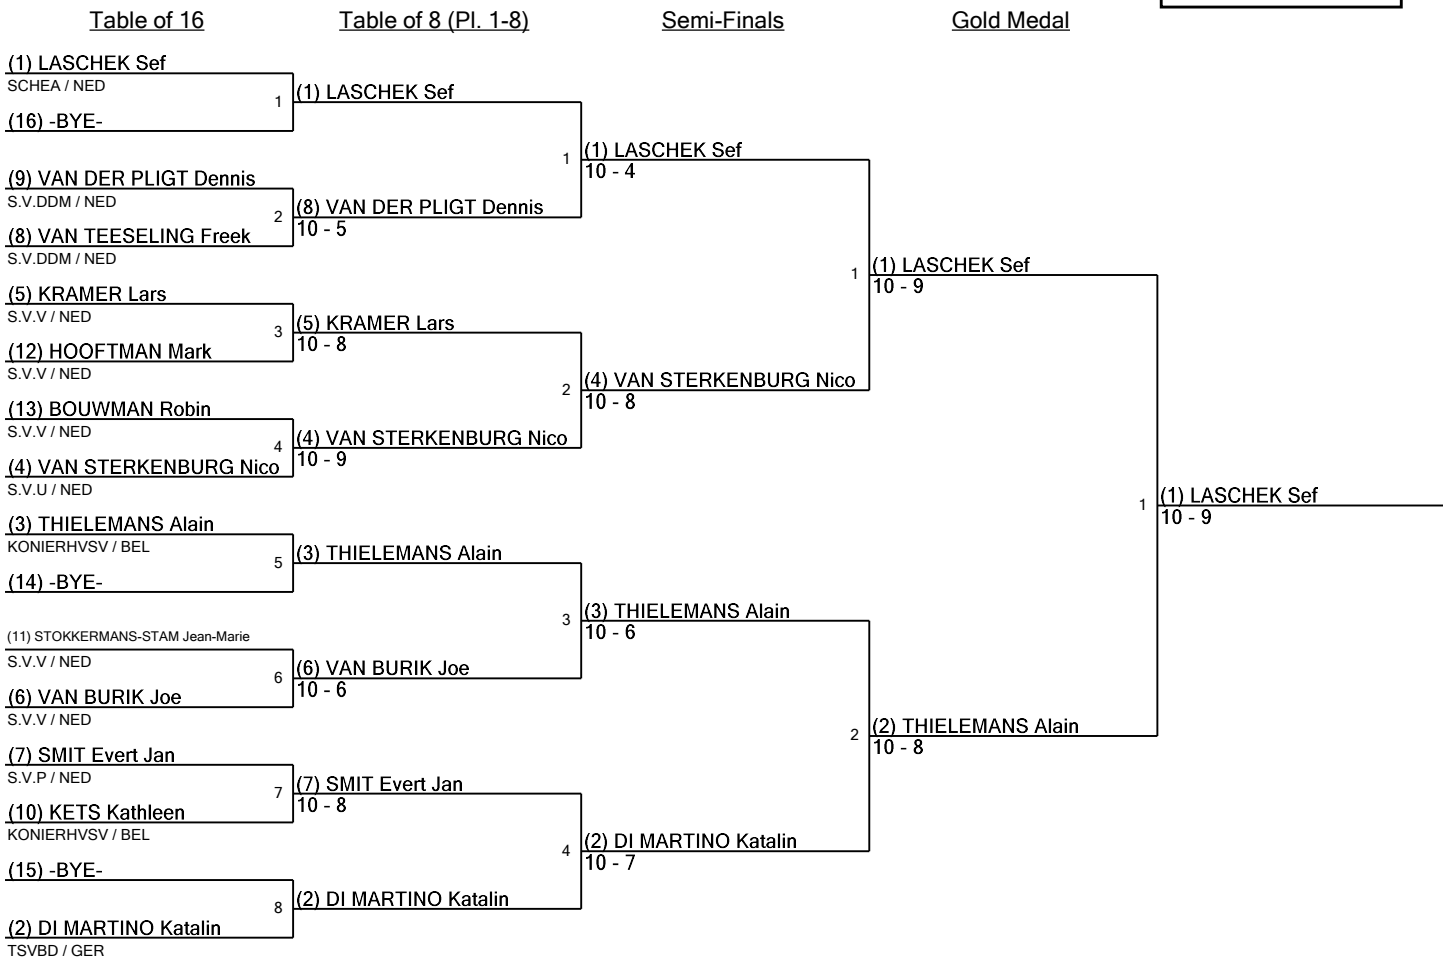 Table of 16
Table of 8 (Pl. 1-8)
Semi-Finals
Gold Medal
(1) LASCHEK Sef
SCHEA / NED
1
(16) -BYE-
(9) VAN DER PLIGT Dennis
S.V.DDM / NED
2
(8) VAN TEESELING Freek
S.V.DDM / NED
(5) KRAMER Lars
S.V.V / NED
3
(12) HOOFTMAN Mark
S.V.V / NED
(13) BOUWMAN Robin
S.V.V / NED
4
(4) VAN STERKENBURG Nico
S.V.U / NED
(3) THIELEMANS Alain
KONIERHVSV / BEL
5
(14) -BYE-
(11) STOKKERMANS-STAM Jean-Marie
S.V.V / NED
6
(6) VAN BURIK Joe
S.V.V / NED
(7) SMIT Evert Jan
S.V.P / NED
7
(10) KETS Kathleen
KONIERHVSV / BEL
(15) -BYE-
8
(2) DI MARTINO Katalin
TSVBD / GER
(1) LASCHEK Sef
1
(8) VAN DER PLIGT Dennis
10 - 5
(5) KRAMER Lars
10 - 8
2
(4) VAN STERKENBURG Nico
10 - 9
(3) THIELEMANS Alain
3
(6) VAN BURIK Joe
10 - 6
(7) SMIT Evert Jan
10 - 8
4
(2) DI MARTINO Katalin
(1) LASCHEK Sef
10 - 4
1
(4) VAN STERKENBURG Nico
10 - 8
(3) THIELEMANS Alain
10 - 6
2
(2) DI MARTINO Katalin
10 - 7
(1) LASCHEK Sef
10 - 9
1
(2) THIELEMANS Alain
10 - 8
(1) LASCHEK Sef
10 - 9